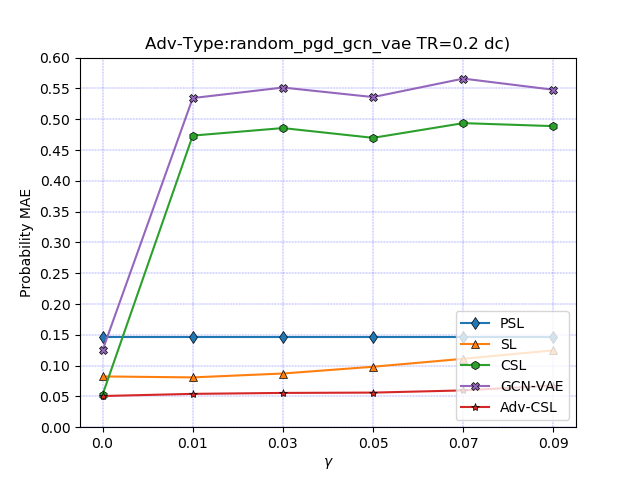 Adv-Type:random_pgd_gcn_vae TR=0.2 dc)
0.60
0.55
0.50
0.45
0.40
0.35
0.30
0.25
0.20
0.15
0.10
0.05
0.00
Probability MAE
0.0 0.01 0.03 0.05 0.07 0.09
γ
PSL
SL
CSL
GCN-VAE
Adv-CSL